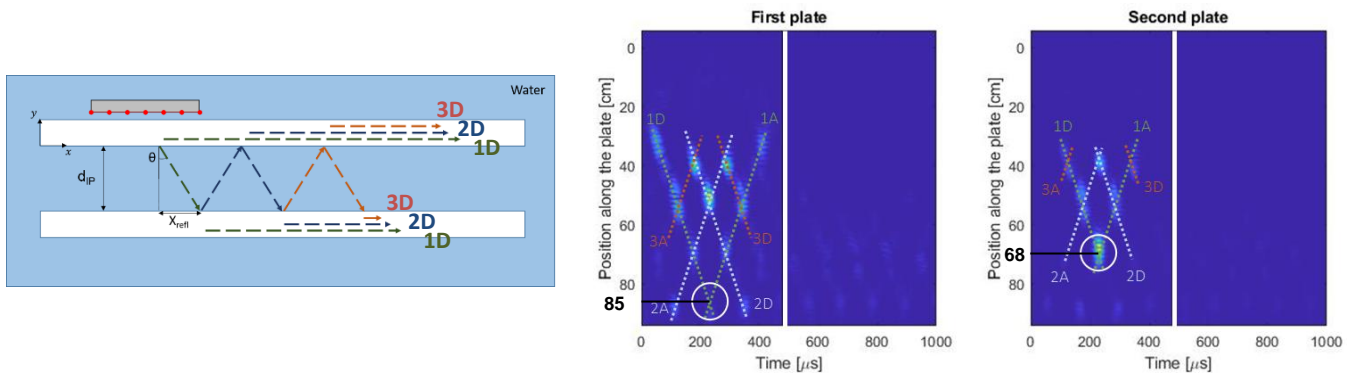 Water
y
x
θ
d_IP
X_refl
3D
2D
1D
3D
2D
1D
First plate
Position along the plate [cm]
0
20
40
60
80
85
1D
1A
3A
3D
2A
2D
0 200 400 600 800 1000
Time [μs]
Second plate
Position along the plate [cm]
0
20
40
60
68
80
1D
1A
3A
3D
2A
2D
0 200 400 600 800 1000
Time [μs]